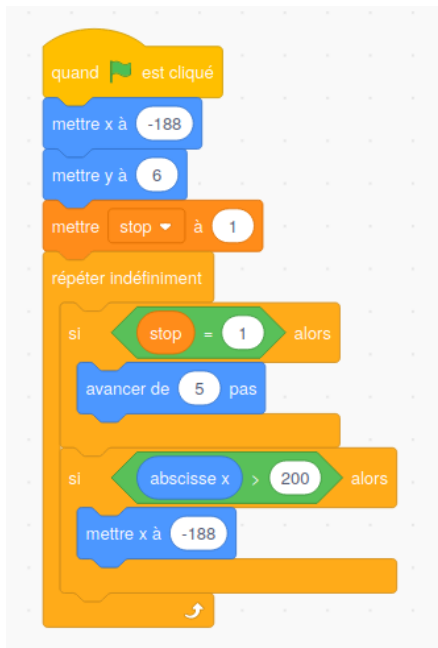 quand est cliqué
mettre x à -188
mettre y à 6
mettre stop à 1
répéter indéfiniment
si stop = 1 alors
avancer de 5 pas
si abscisse x > 200 alors
mettre x à -188